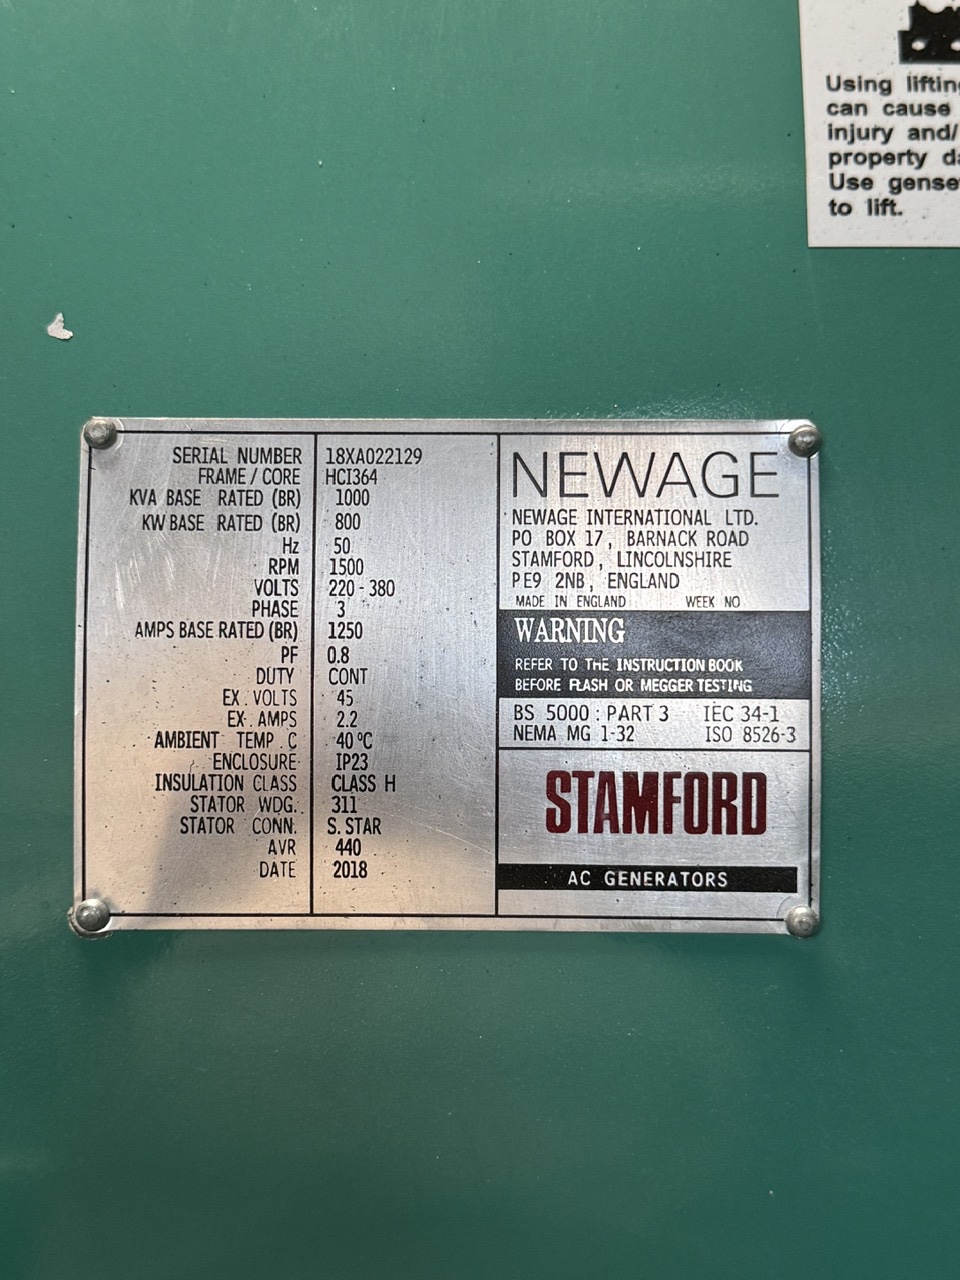 Using lifting
can cause
injury and/
property
Use genset
to lift.
SERIAL NUMBER 18XA022129
FRAME / CORE HCI364
KVA BASE RATED (BR) 1000
KW BASE RATED (BR) 800
Hz 50
RPM 1500
VOLTS 220 - 380
PHASE 3
AMPS BASE RATED (BR) 1250
PF 0.8
DUTY CONT
EX. VOLTS 45
EX. AMPS 2.2
AMBIENT TEMP. C 40°C
ENCLOSURE IP23
INSULATION CLASS CLASS H
STATOR WDG. 311
STATOR CONN. S. STAR
AVR 440
DATE 2018
NEWAGE
NEWAGE INTERNATIONAL LTD.
PO BOX 17, BARNACK ROAD
STAMFORD, LINCOLNSHIRE
PE9 2NB, ENGLAND
MADE IN ENGLAND WEEK NO
WARNING
REFER TO THE INSTRUCTION BOOK
BEFORE FLASH OR MEGGER TESTING
BS 5000 : PART 3 IEC 34-1
NEMA MG 1-32 ISO 8526-3
STAMFORD
AC GENERATORS